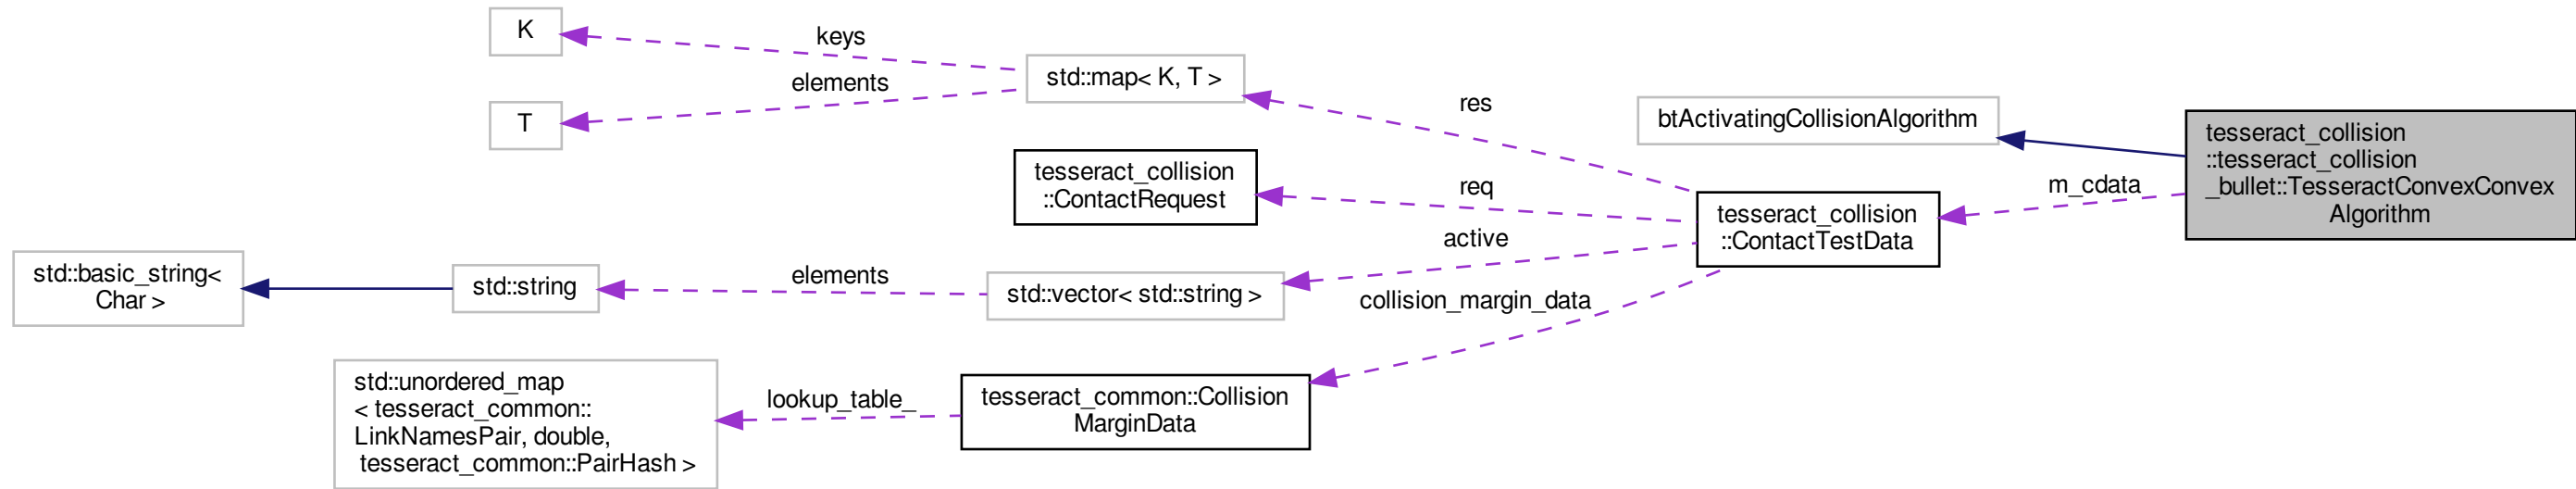 K
keys
std::map< K, T >
elements
T
res
btActivatingCollisionAlgorithm
tesseract_collision
::tesseract_collision
_bullet::TesseractConvexConvex
Algorithm
m_cdata
tesseract_collision
::ContactRequest
req
tesseract_collision
::ContactTestData
active
std::basic_string<
Char >
std::string
elements
std::vector< std::string >
collision_margin_data
std::unordered_map
< tesseract_common::
LinkNamesPair, double,
tesseract_common::PairHash >
lookup_table_
tesseract_common::Collision
MarginData